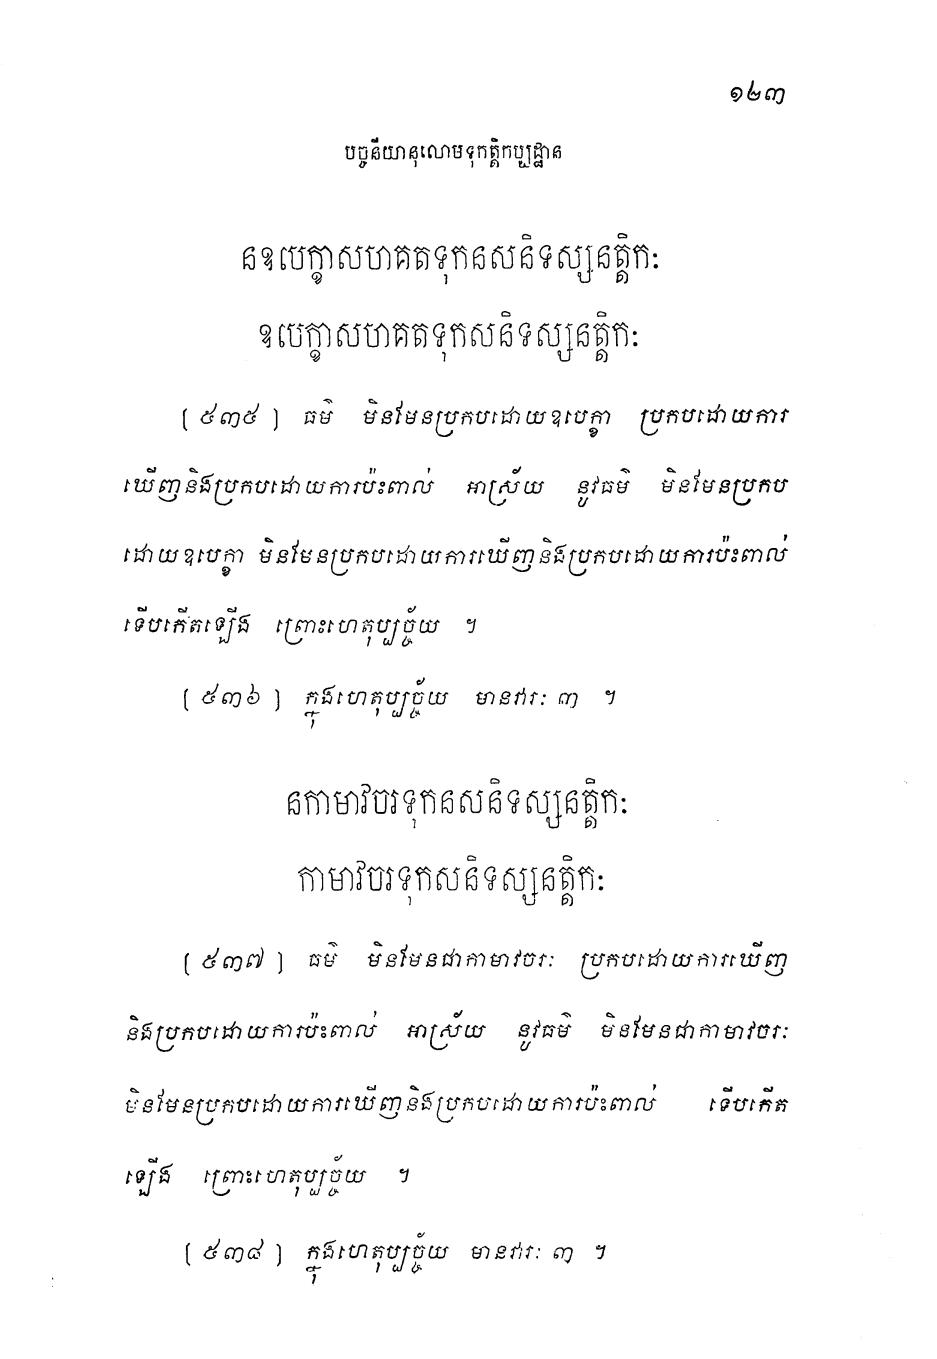 ១២៣
បច្ចនីយានុលោមទុកត្តិកប្បដ្ឋាន
នឧបេក្ខាសហគតទុកនសនិទស្សនត្តិកៈ
ឧបេក្ខាសហគតទុកសនិទស្សនត្តិកៈ
[ ៥៣៥ ] ធម៌ មិនមែនប្រកបដោយឧបេក្ខា ប្រកបដោយការ
ឃើញនិងប្រកបដោយការប៉ះពាល់ អាស្រ័យ នូវធម៌ មិនមែនប្រកប
ដោយឧបេក្ខា មិនមែនប្រកបដោយការឃើញនិងប្រកបដោយការប៉ះពាល់
ទើបកើតឡើង ព្រោះហេតុប្បច្ច័យ ។
[ ៥៣៦ ] ក្នុងហេតុប្បច្ច័យ មានវារៈ ៣ ។
នកាមាវចរទុកនសនិទស្សនត្តិកៈ
កាមាវចរទុកសនិទស្សនត្តិកៈ
[ ៥៣៧ ] ធម៌ មិនមែនជាកាមាវចរៈ ប្រកបដោយការឃើញ
និងប្រកបដោយការប៉ះពាល់ អាស្រ័យ នូវធម៌ មិនមែនជាកាមាវចរៈ
មិនមែនប្រកបដោយការឃើញនិងប្រកបដោយការប៉ះពាល់ ទើបកើត
ឡើង ព្រោះហេតុប្បច្ច័យ ។
[ ៥៣៨ ] ក្នុងហេតុប្បច្ច័យ មានវារៈ ៣ ។